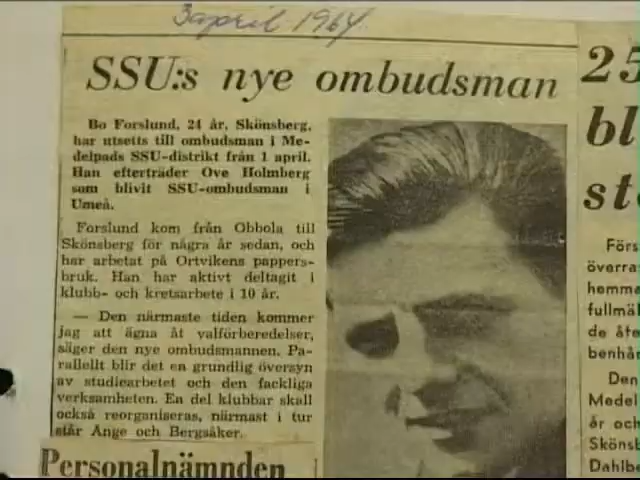 3 april 1964
SSU:s nye ombudsman
Bo Forslund, 24 år, Skönsberg,
har utsetts till ombudsman i Me-
delpads SSU-distrikt från 1 april.
Han efterträder Ove Holmberg
som blivit SSU-ombudsman i
Umeå.
Forslund kom från Obbola till
Skönsberg för några år sedan, och
har arbetat på Ortvikens pappers-
bruk. Han har aktivt deltagit i
klubb- och kretsarbete i 10 år.
— Den närmaste tiden kommer
jag att ägna åt valförberedelser,
säger den nye ombudsmannen. Pa-
rallellt blir det en grundlig översyn
av studiearbetet och den fackliga
verksamheten. En del klubbar skall
också reorganiseras, närmast i tur
står Ånge och Bergsåker.
Personalnämnden
25
bl
st
Förs
överra
hemma
fullmä
de åte
benhå
Den
Medel
år och
Skönsb
Dahlbe